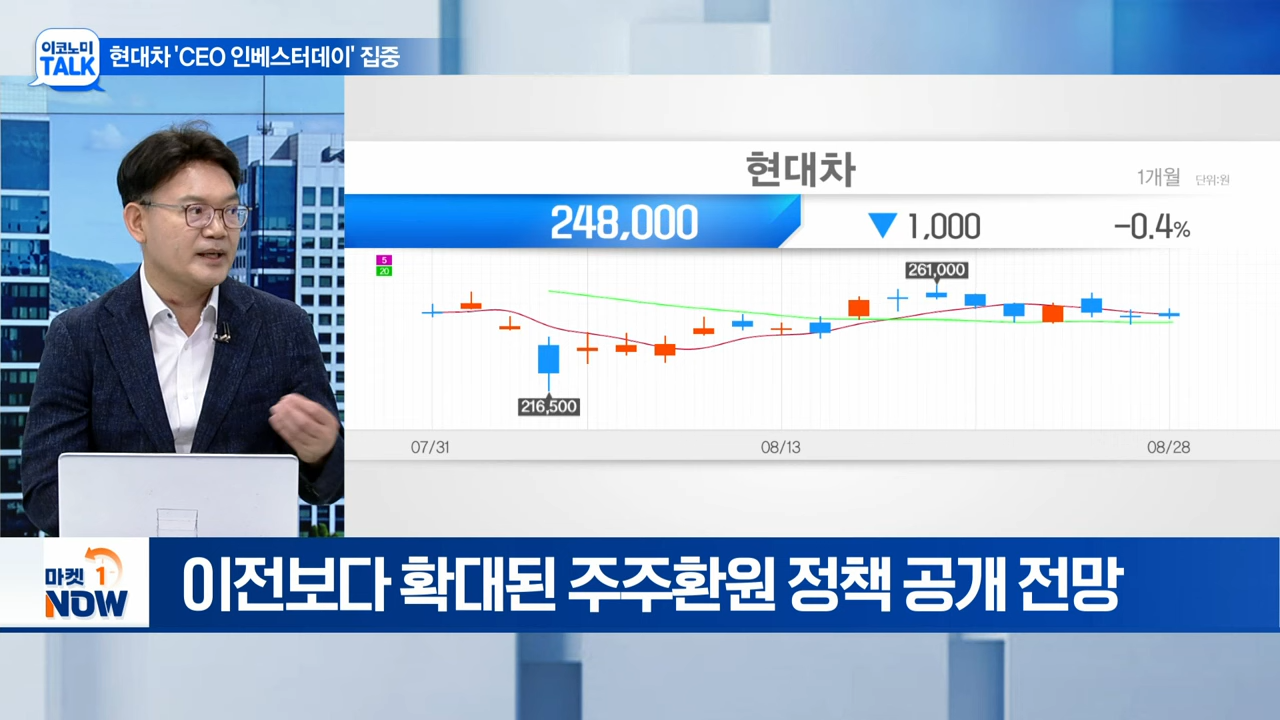 이코노미
TALK
현대차 'CEO 인베스터데이' 집중
현대차
1개월 단위:원
248,000 ▼ 1,000 -0.4%
5
20
261,000
216,500
07/31 08/13 08/28
마켓 1
NOW
이전보다 확대된 주주환원 정책 공개 전망